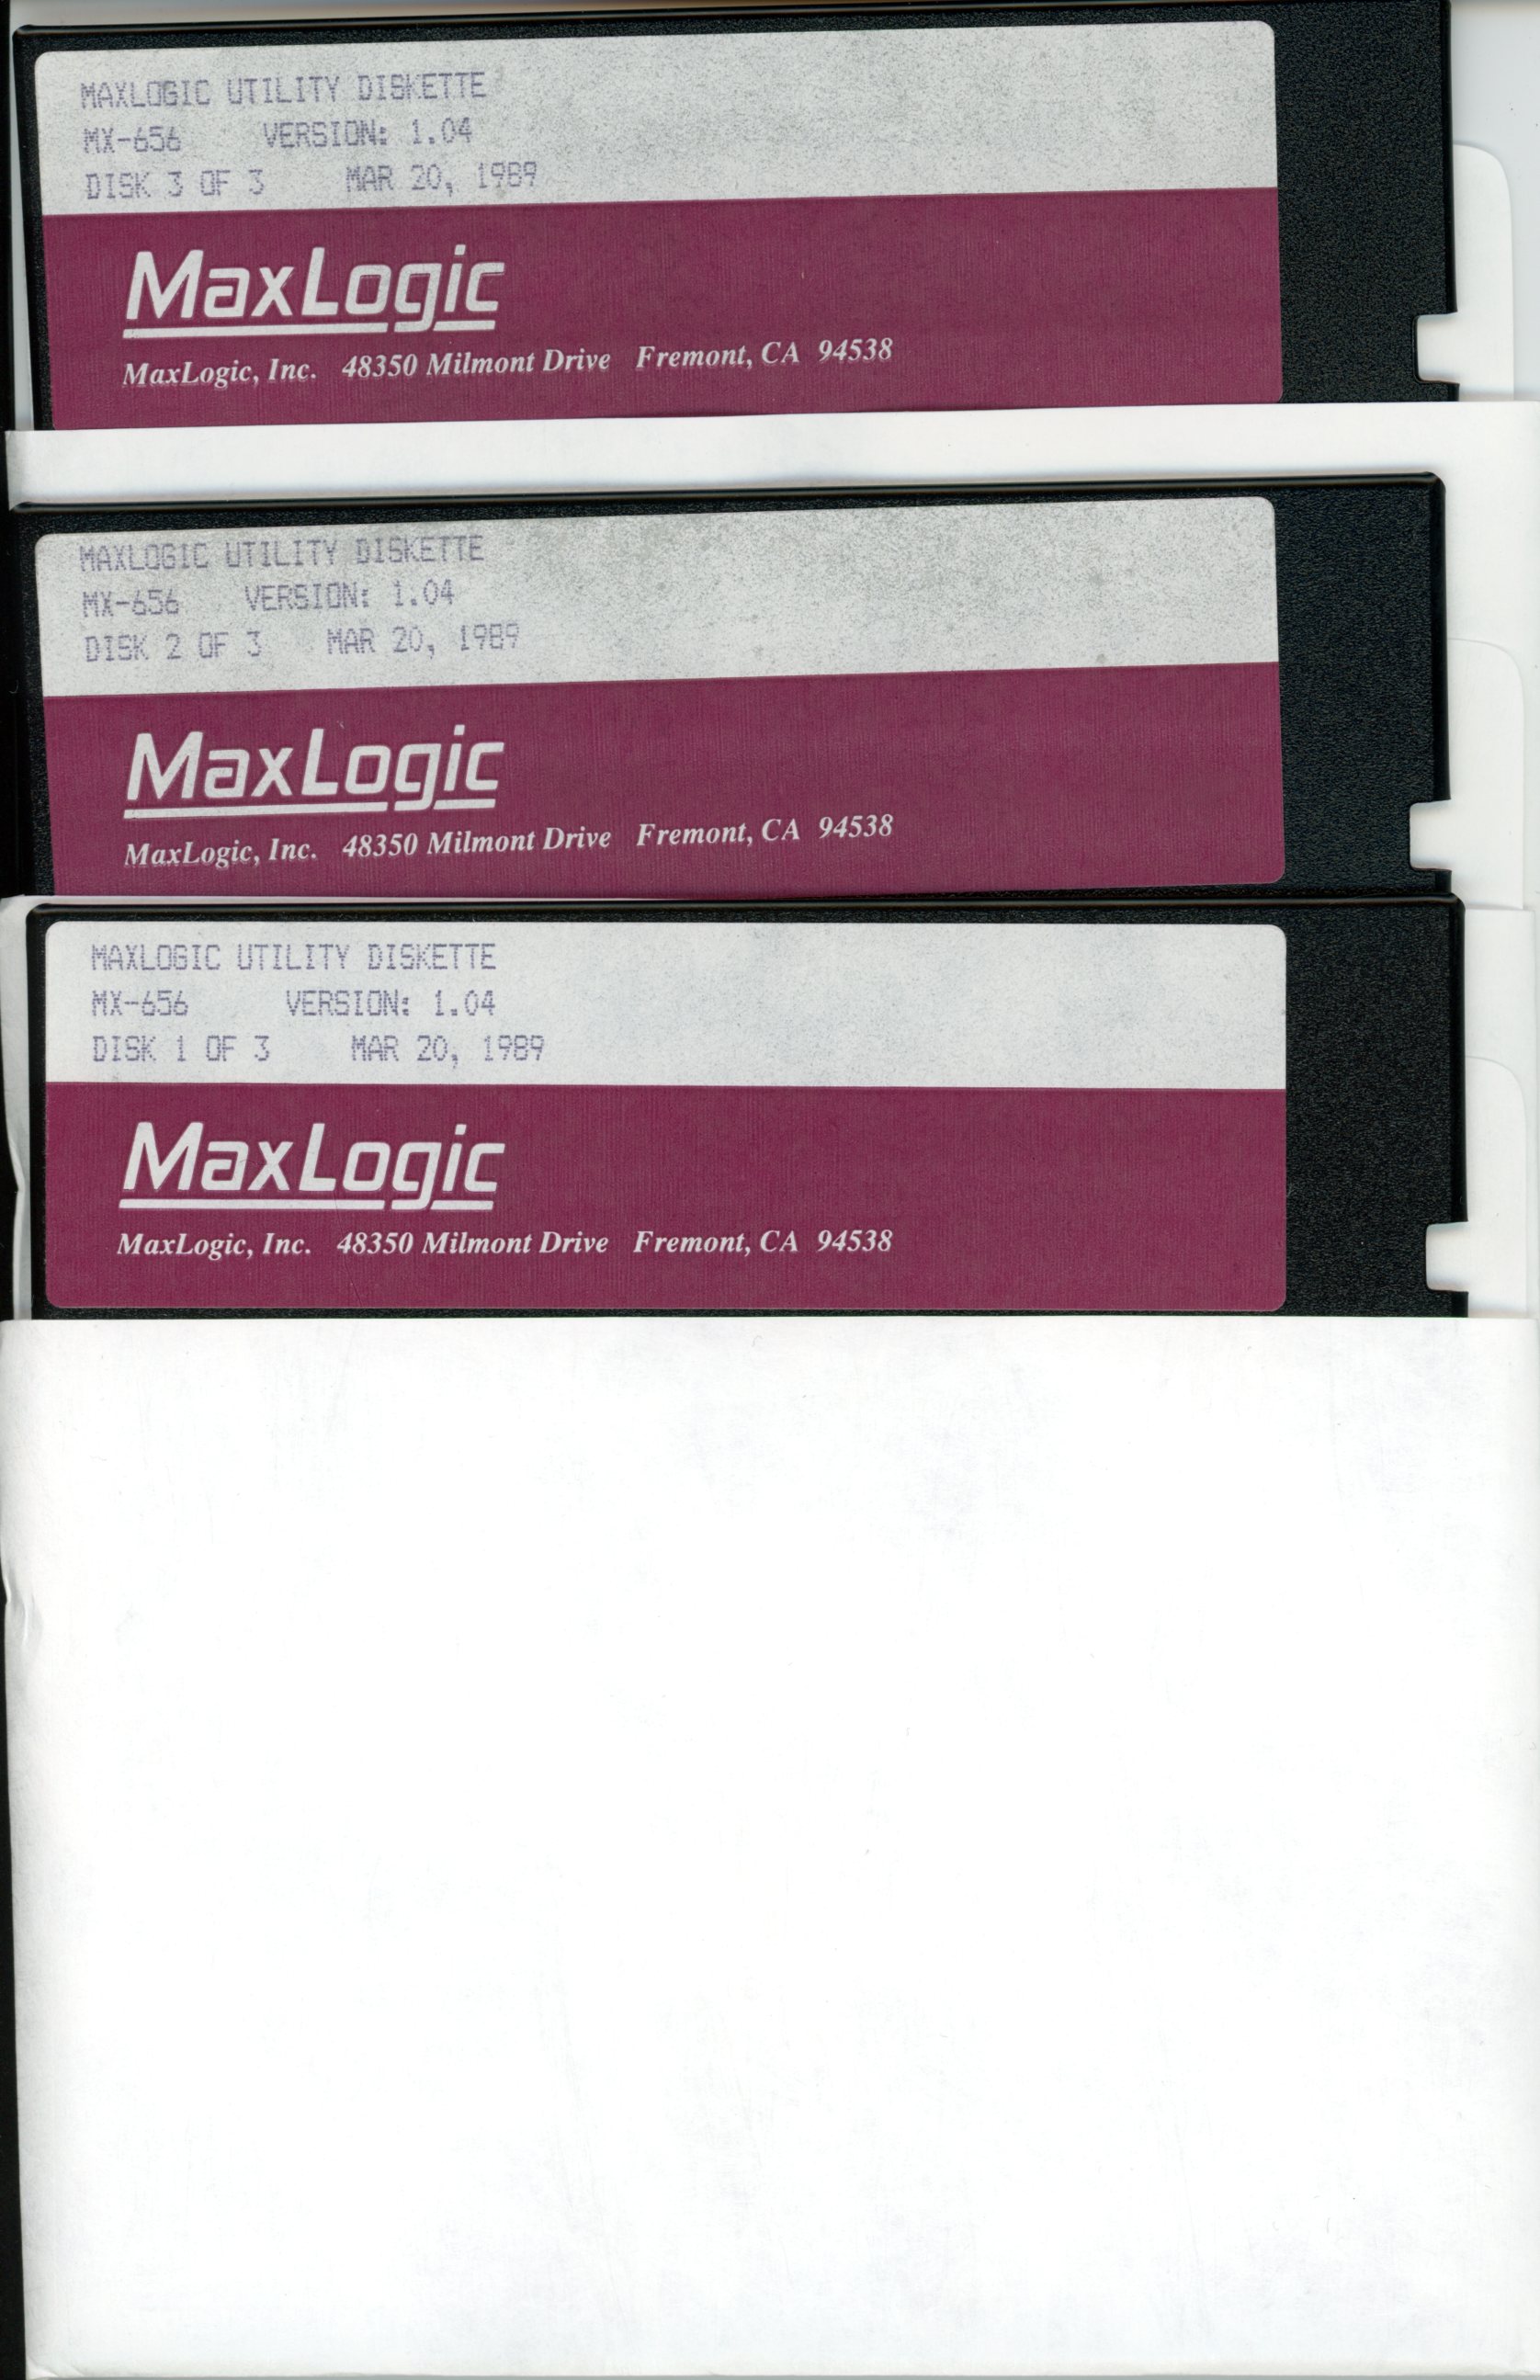 MAXLOGIC UTILITY DISKETTE
MX-656 VERSION: 1.04
DISK 3 OF 3 MAR 20, 1989
MaxLogic
MaxLogic, Inc. 48350 Milmont Drive Fremont, CA 94538
MAXLOGIC UTILITY DISKETTE
MX-656 VERSION: 1.04
DISK 2 OF 3 MAR 20, 1989
MaxLogic
MaxLogic, Inc. 48350 Milmont Drive Fremont, CA 94538
MAXLOGIC UTILITY DISKETTE
MX-656 VERSION: 1.04
DISK 1 OF 3 MAR 20, 1989
MaxLogic
MaxLogic, Inc. 48350 Milmont Drive Fremont, CA 94538